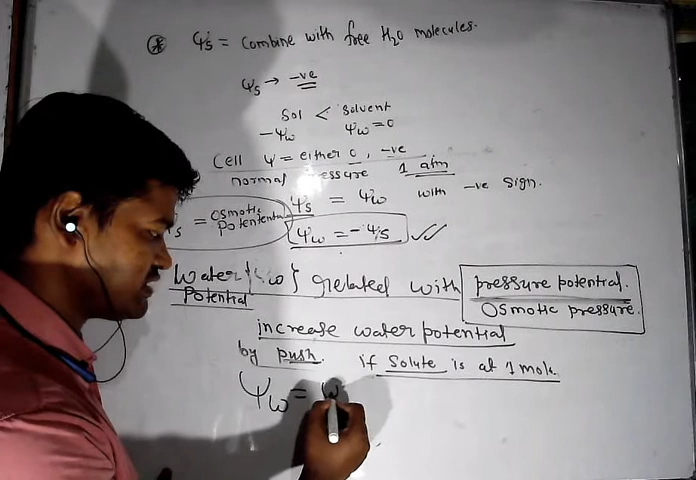 * Ψs = combine with free H2O molecules.
Ψs → -ve
Sol < Solvent
-Ψw Ψw = 0
Cell Ψ = either 0, -ve
normal pressure 1 atm
Ψs = Ψw with -ve sign.
s = osmotic
Ψw = -Ψs
Water {Ψw} related with pressure potential.
Potential Osmotic pressure.
increase water potential
by push. if Solute is at 1 mole.
Ψw =